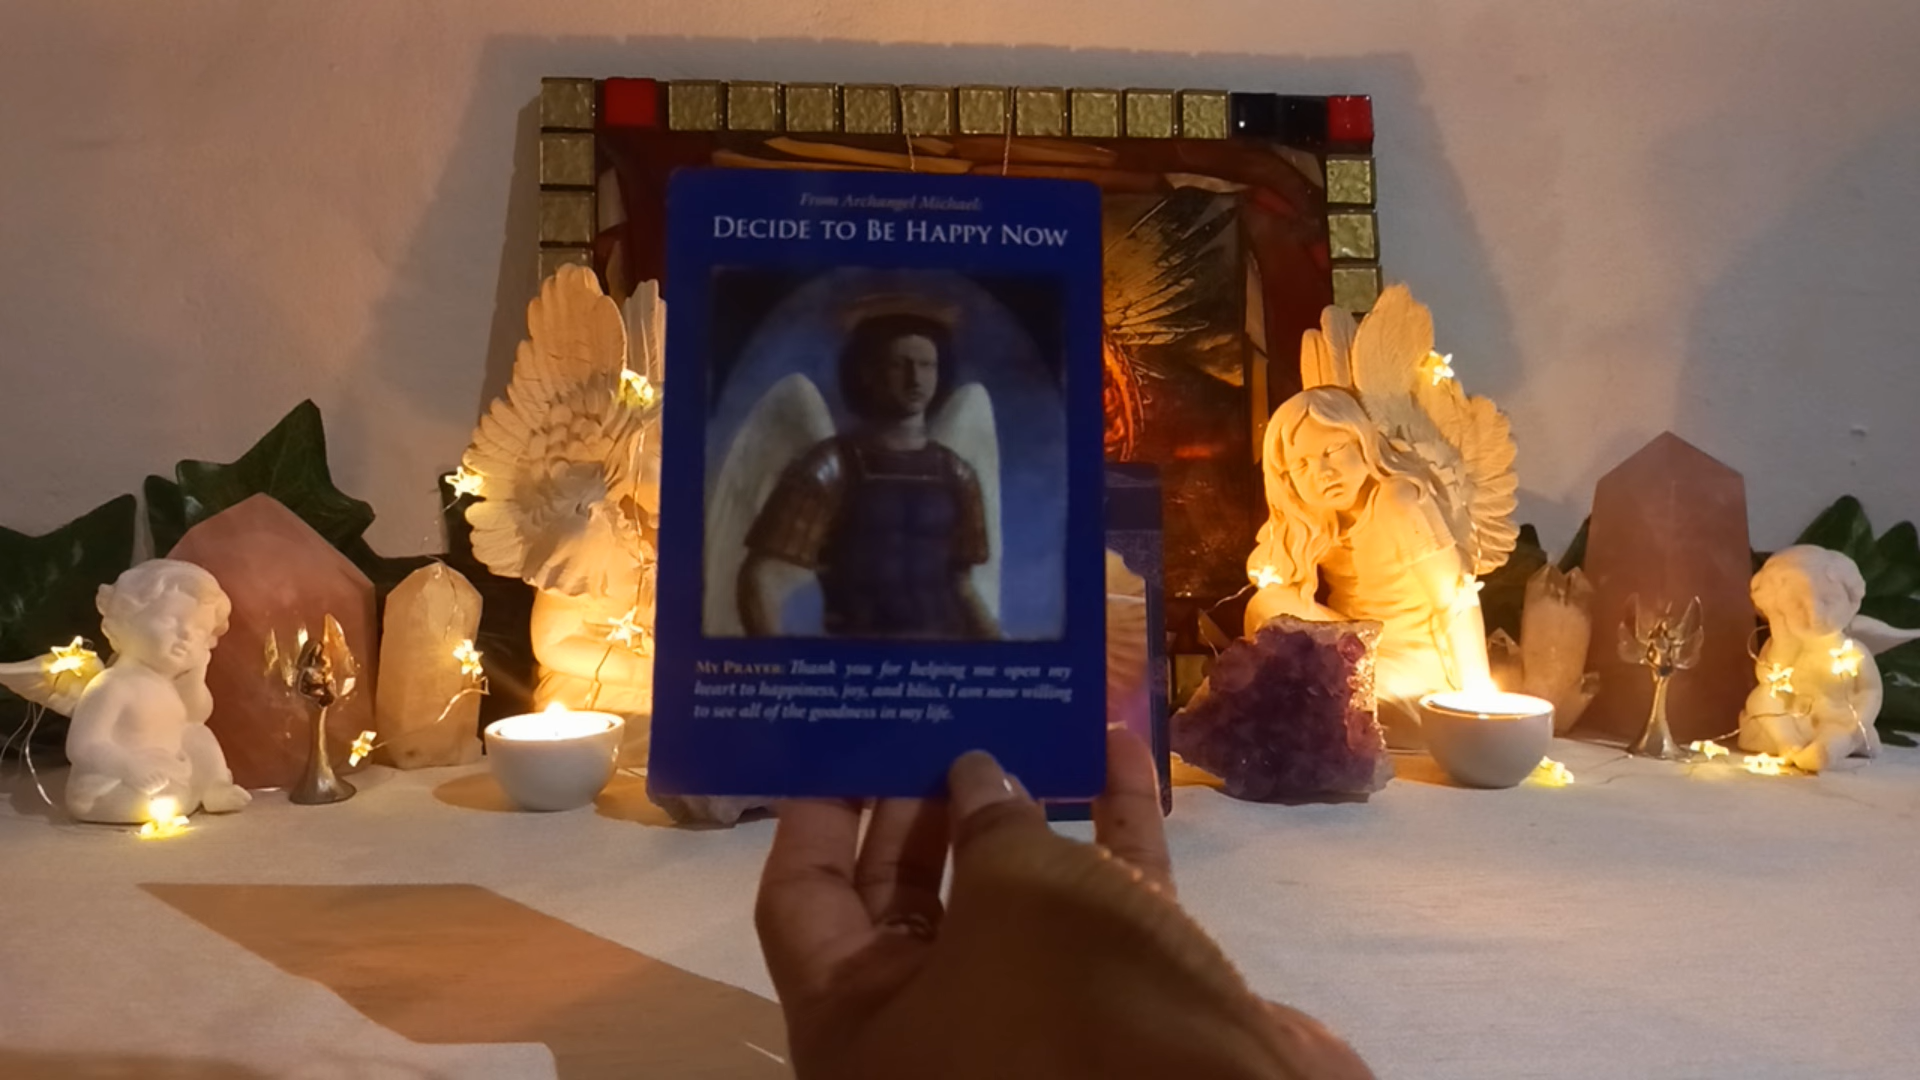 From Archangel Michael:
DECIDE TO BE HAPPY NOW
MY PRAYER: Thank you for helping me open my
heart to happiness, joy, and bliss. I am now willing
to see all of the goodness in my life.